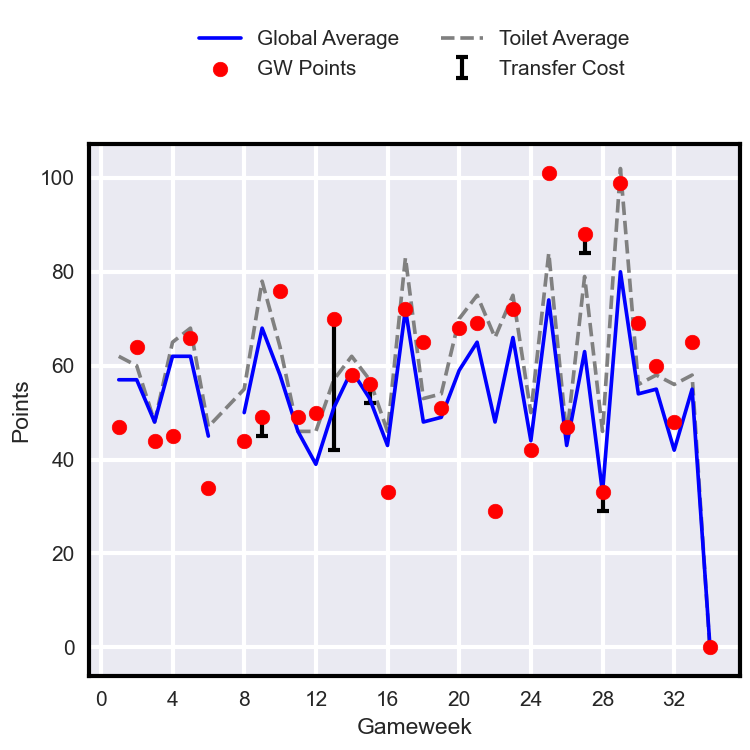 Global Average
Toilet Average
GW Points
Transfer Cost
Points
100
80
60
40
20
0
0 4 8 12 16 20 24 28 32
Gameweek